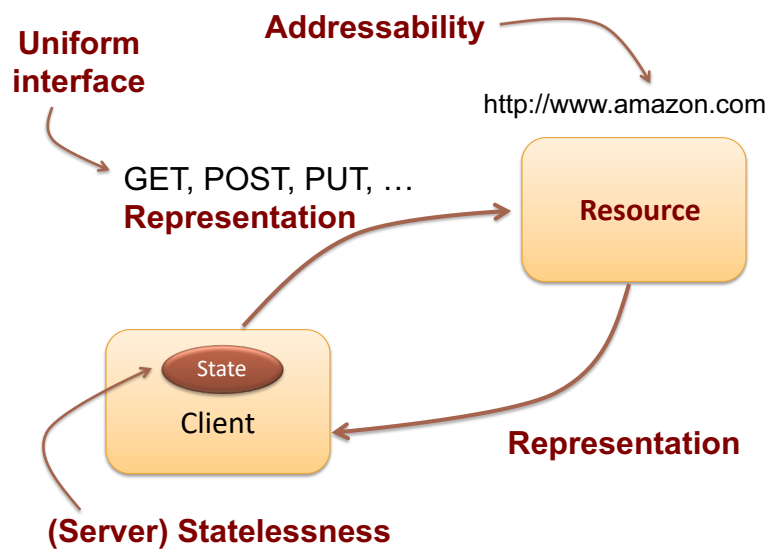 Addressability
Uniform
interface
http://www.amazon.com
GET, POST, PUT, …
Representation
Resource
State
Client
Representation
(Server) Statelessness